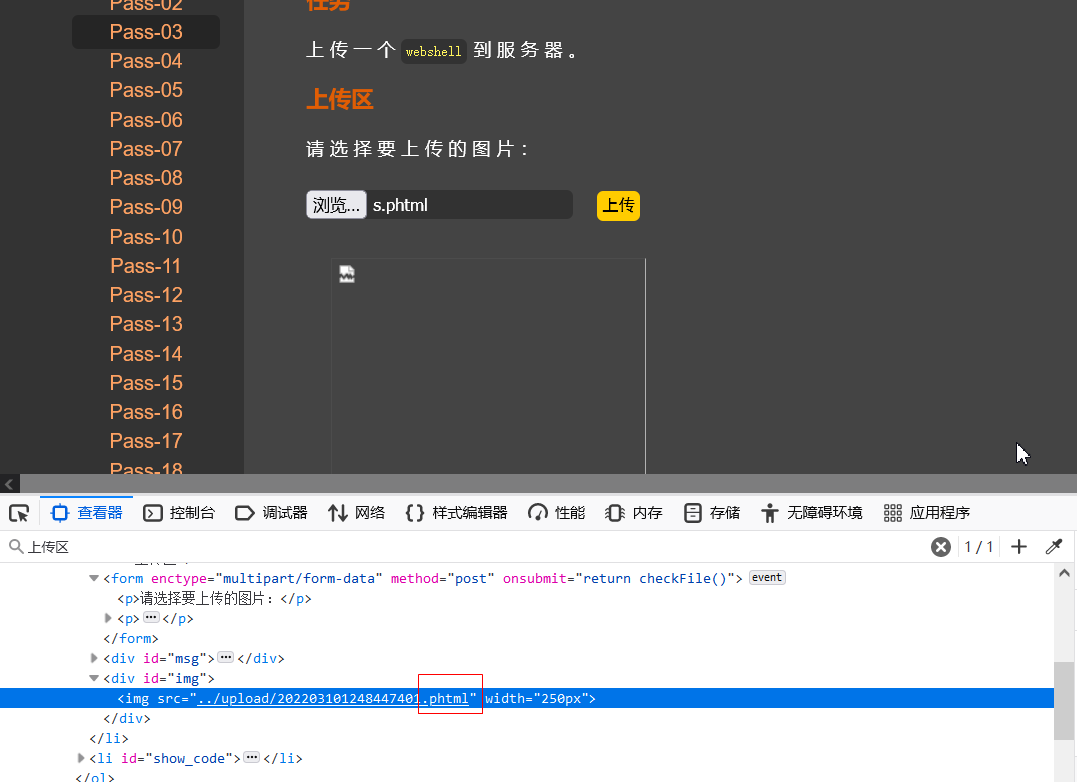 Pass-02
Pass-03
Pass-04
Pass-05
Pass-06
Pass-07
Pass-08
Pass-09
Pass-10
Pass-11
Pass-12
Pass-13
Pass-14
Pass-15
Pass-16
Pass-17
Pass-18
任务
上传一个 webshell 到服务器。
上传区
请选择要上传的图片：
浏览... s.phtml 上传
查看器 控制台 调试器 网络 样式编辑器 性能 内存 存储 无障碍环境 应用程序
上传区 1 / 1
<form enctype="multipart/form-data" method="post" onsubmit="return checkFile()"> event
<p>请选择要上传的图片：</p>
<p>…</p>
</form>
<div id="msg">…</div>
<div id="img">
<img src="../upload/202203101248447401.phtml" width="250px">
</div>
</li>
<li id="show_code">…</li>
</ol>